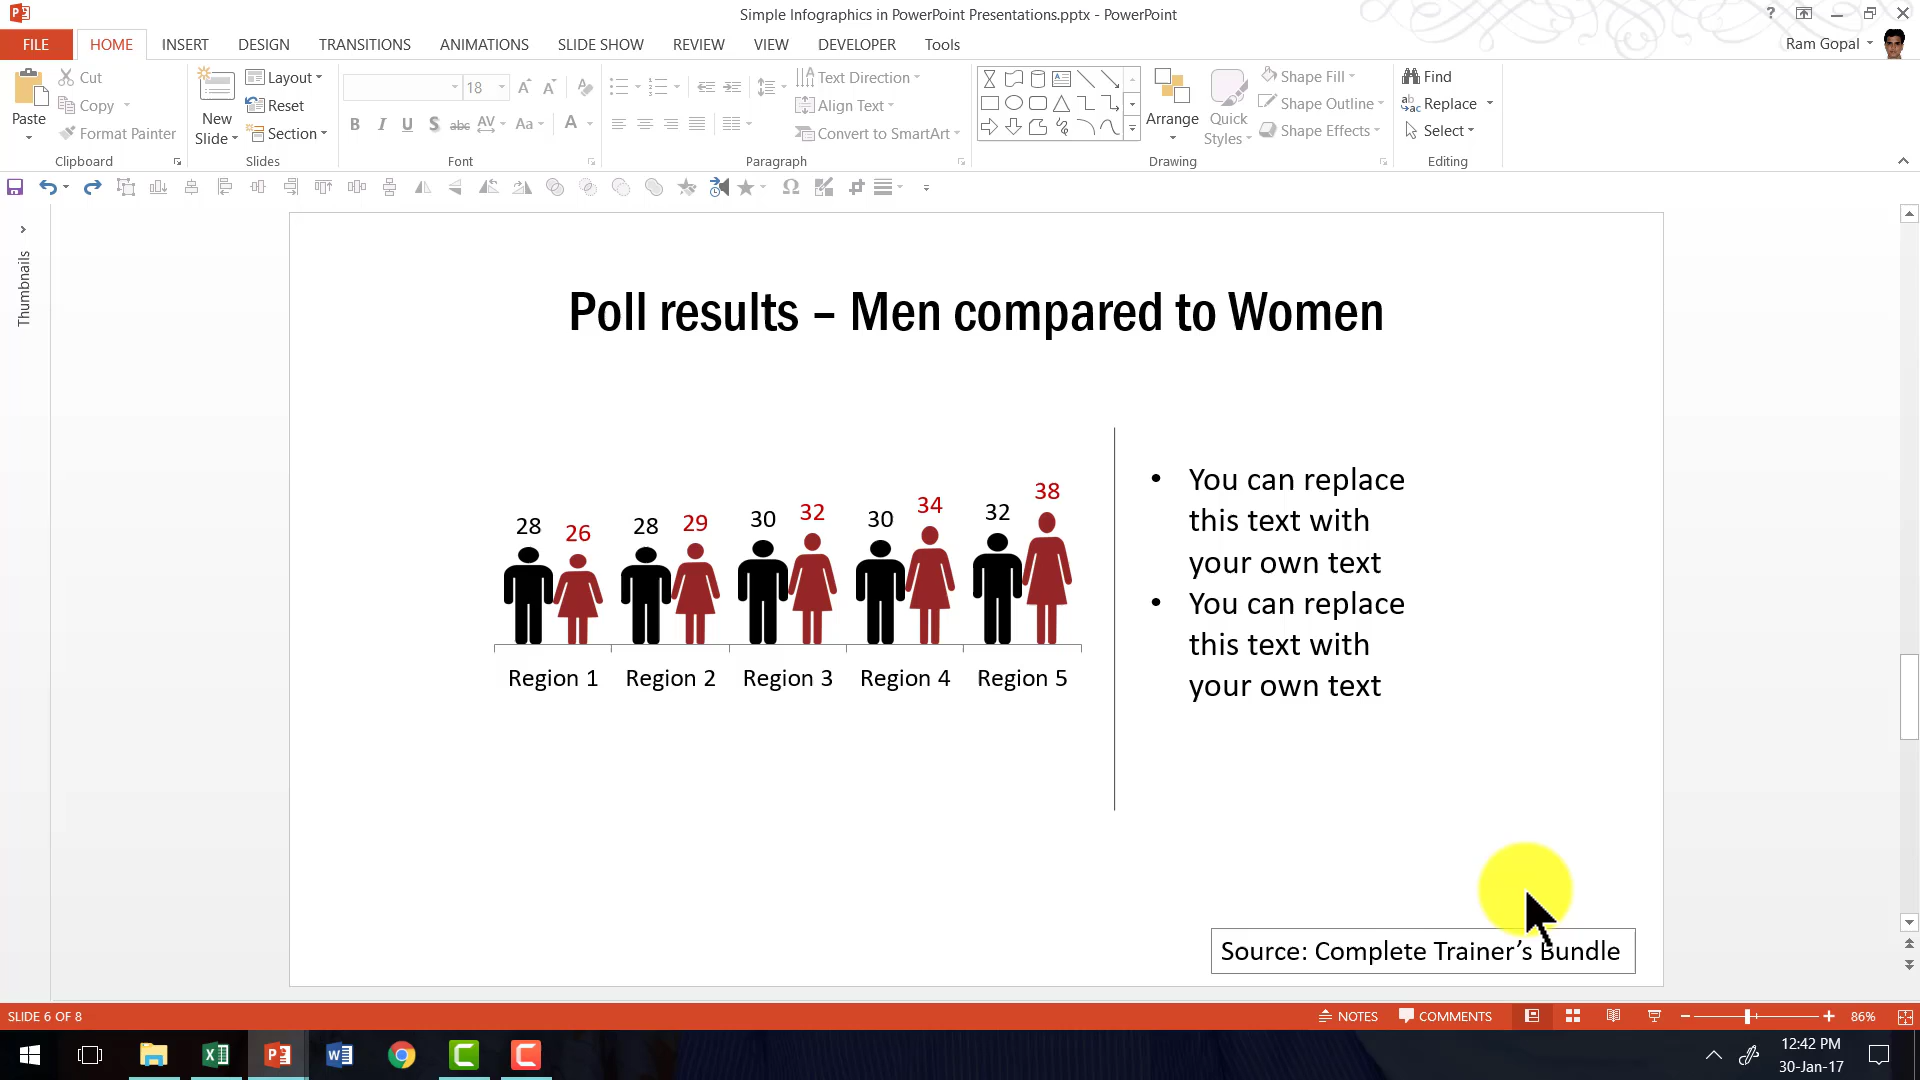 Simple Infographics in PowerPoint Presentations.pptx - PowerPoint
?
FILE HOME INSERT DESIGN TRANSITIONS ANIMATIONS SLIDE SHOW REVIEW VIEW DEVELOPER Tools
Ram Gopal
Paste
Cut
Copy
Format Painter
Clipboard
New
Slide
Layout
Reset
Section
Slides
18
B I U S abc AV Aa A
Font
Text Direction
Align Text
Convert to SmartArt
Paragraph
Arrange
Quick
Styles
Shape Fill
Shape Outline
Shape Effects
Drawing
Find
Replace
Select
Editing
Thumbnails
Poll results – Men compared to Women
28 26 28 29 30 32 30 34 32 38
Region 1 Region 2 Region 3 Region 4 Region 5
• You can replace
this text with
your own text
• You can replace
this text with
your own text
Source: Complete Trainer's Bundle
SLIDE 6 OF 8
NOTES COMMENTS
86%
12:42 PM
30-Jan-17